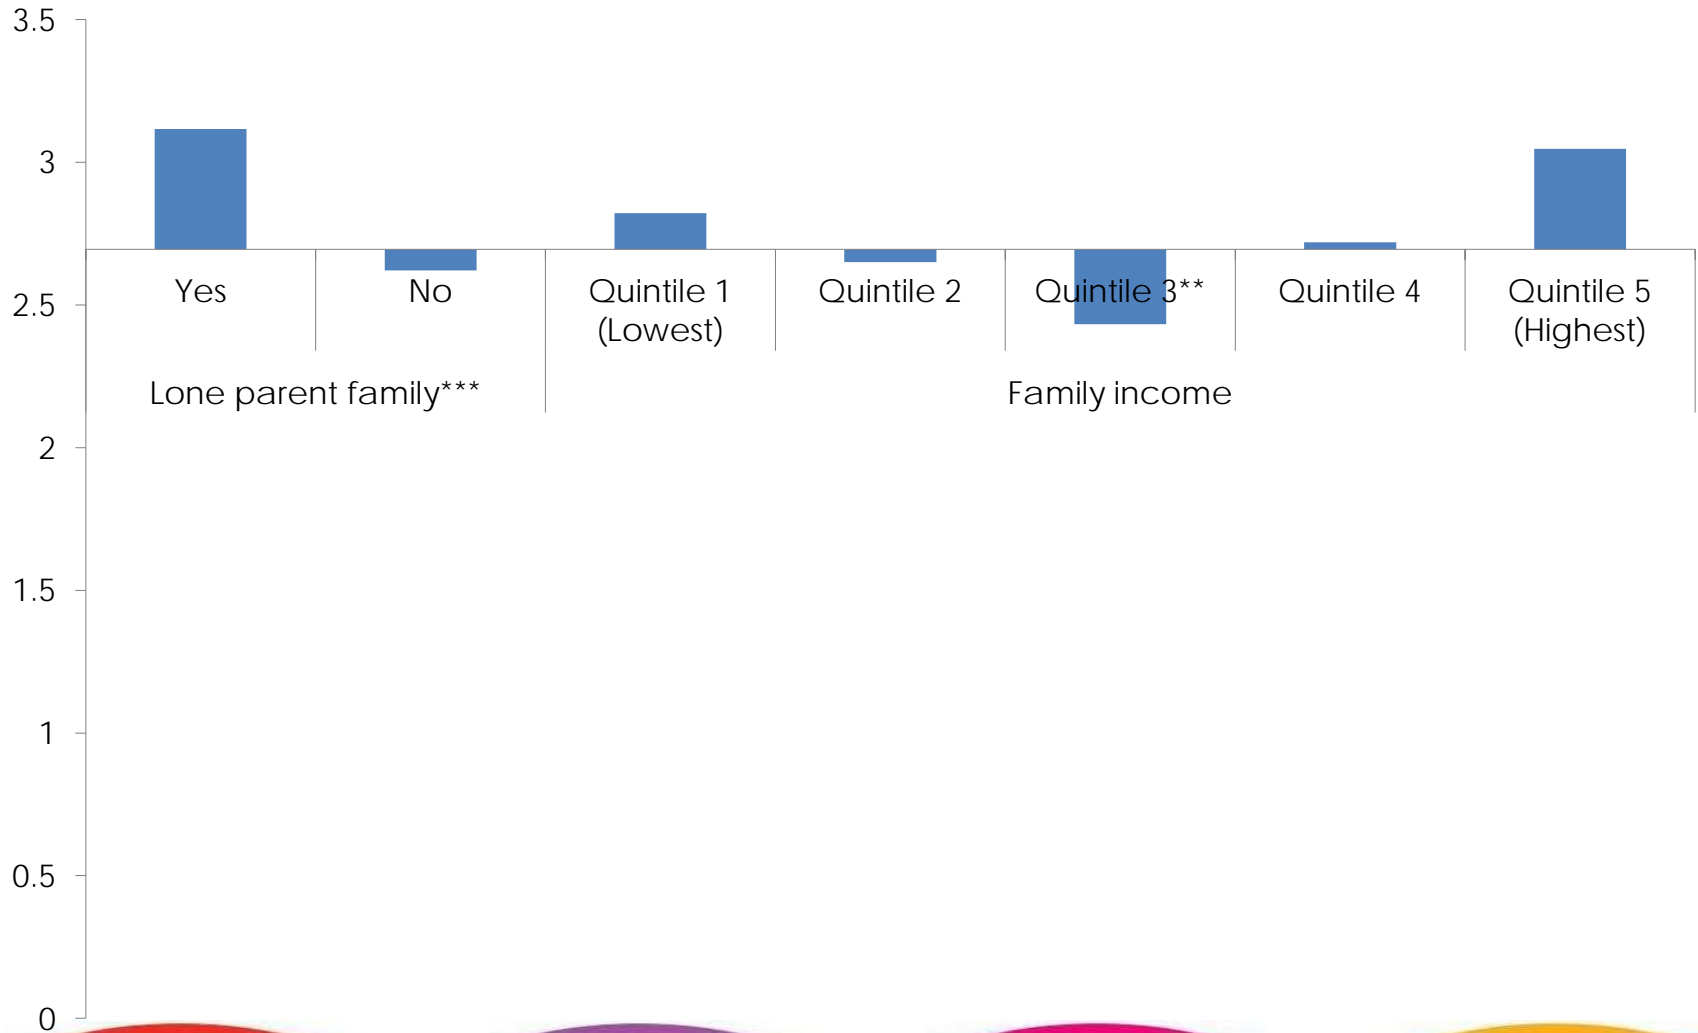 3.5
3
2.5
2
1.5
1
0.5
0
Yes
No
Quintile 1
(Lowest)
Quintile 2
Quintile 3**
Quintile 4
Quintile 5
(Highest)
Lone parent family***
Family income